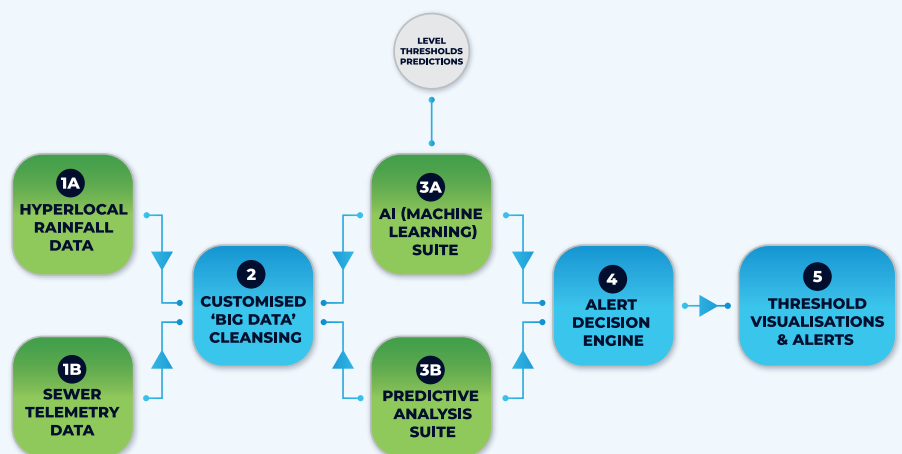 LEVEL
THRESHOLDS
PREDICTIONS
1A
HYPERLOCAL
RAINFALL
DATA
1B
SEWER
TELEMETRY
DATA
2
CUSTOMISED
‘BIG DATA’
CLEANSING
3A
AI (MACHINE
LEARNING)
SUITE
3B
PREDICTIVE
ANALYSIS
SUITE
4
ALERT
DECISION
ENGINE
5
THRESHOLD
VISUALISATIONS
& ALERTS